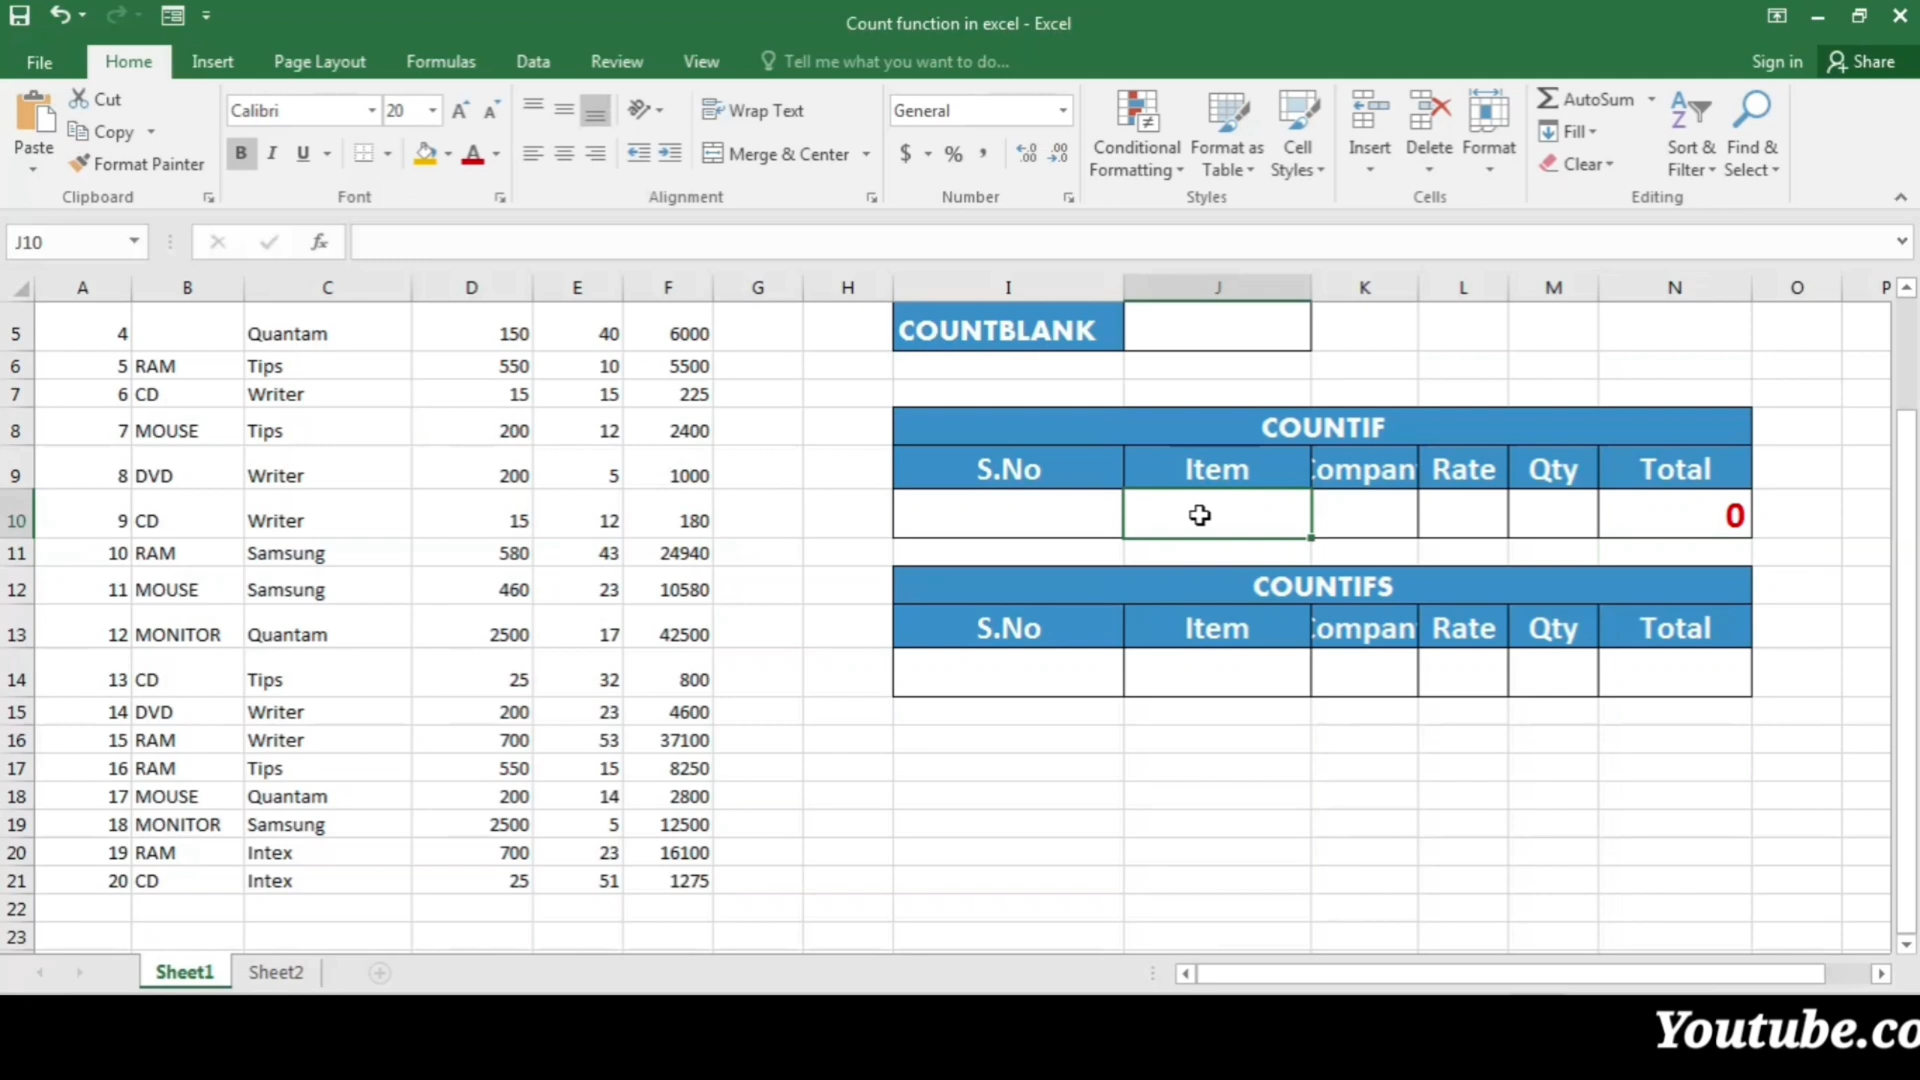 Count function in excel - Excel
File Home Insert Page Layout Formulas Data Review View Tell me what you want to do... Sign in Share
Paste Cut Copy Format Painter Clipboard
Calibri 20 A A B I U A Font
Wrap Text Merge & Center Alignment
General $ % , .00 .00 Number
Conditional Formatting Format as Table Cell Styles Styles
Insert Delete Format Cells
AutoSum Fill Clear Sort & Filter Find & Select Editing
J10 fx
A B C D E F G H I J K L M N O P
5 4 Quantam 150 40 6000 COUNTBLANK
6 5 RAM Tips 550 10 5500
7 6 CD Writer 15 15 225
8 7 MOUSE Tips 200 12 2400 COUNTIF
9 8 DVD Writer 200 5 1000 S.No Item Compan Rate Qty Total
10 9 CD Writer 15 12 180 0
11 10 RAM Samsung 580 43 24940
12 11 MOUSE Samsung 460 23 10580 COUNTIFS
13 12 MONITOR Quantam 2500 17 42500 S.No Item Compan Rate Qty Total
14 13 CD Tips 25 32 800
15 14 DVD Writer 200 23 4600
16 15 RAM Writer 700 53 37100
17 16 RAM Tips 550 15 8250
18 17 MOUSE Quantam 200 14 2800
19 18 MONITOR Samsung 2500 5 12500
20 19 RAM Intex 700 23 16100
21 20 CD Intex 25 51 1275
22
23
Sheet1 Sheet2
Youtube.co